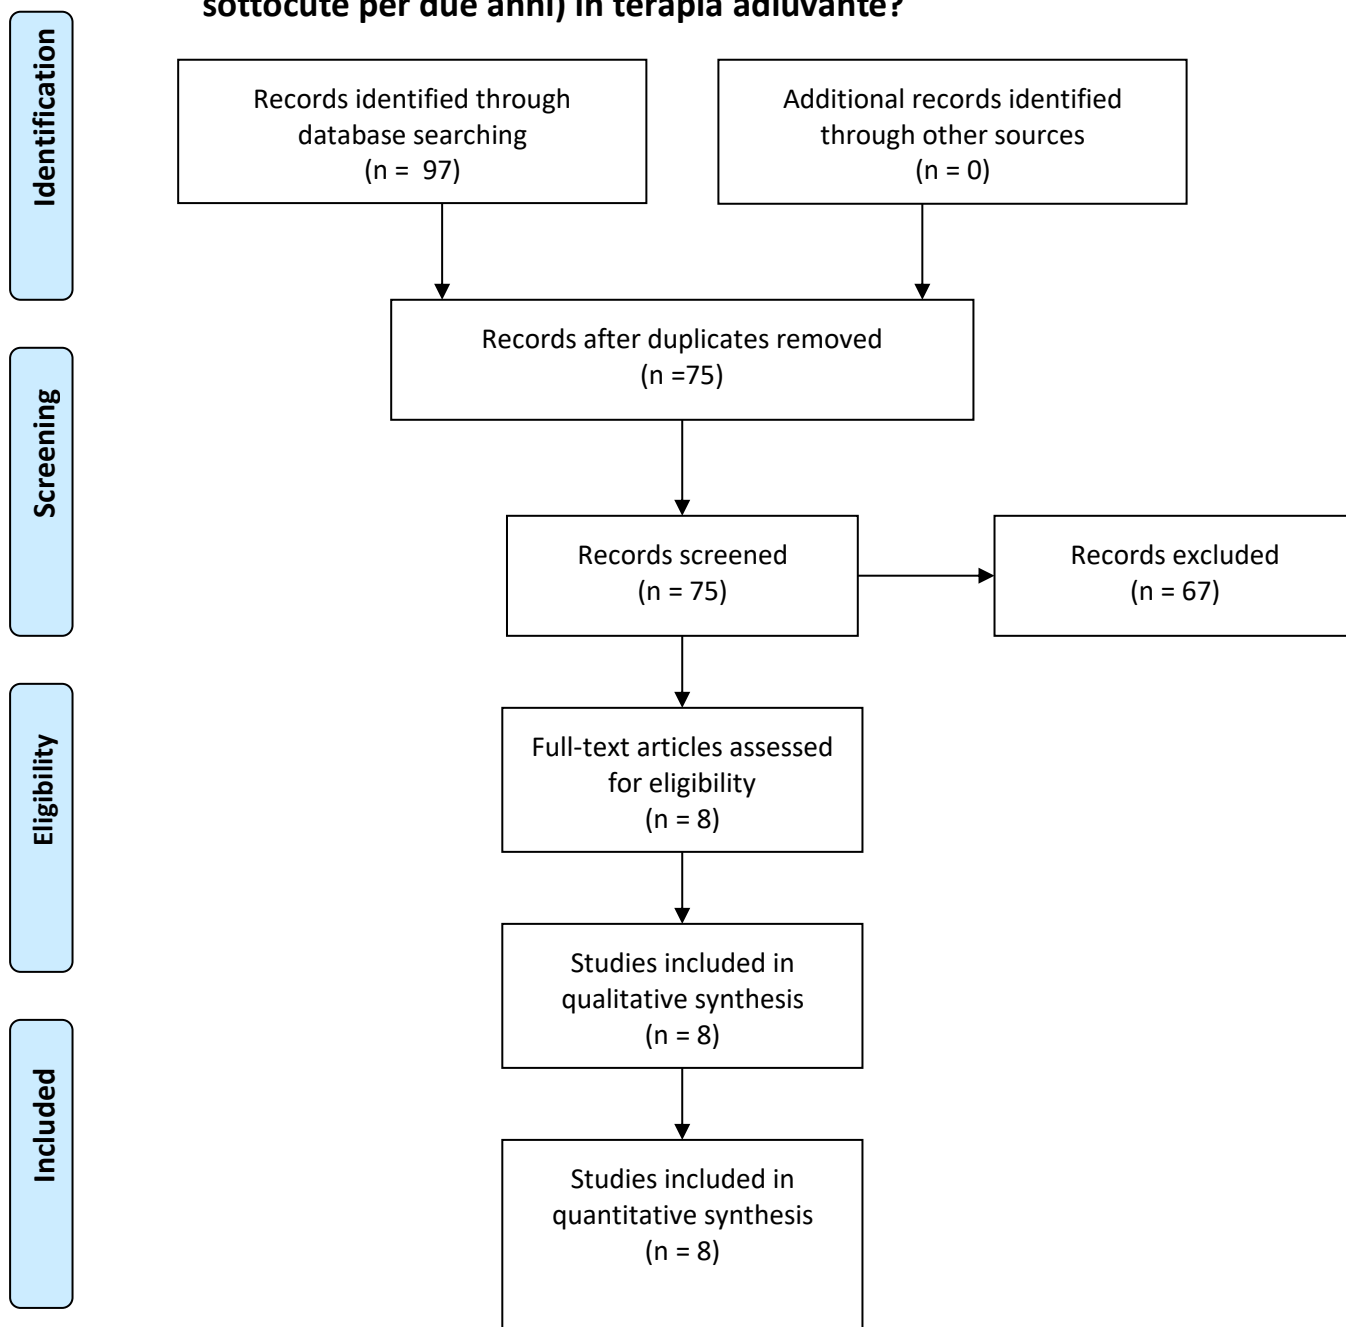 sottocute per due anni) in terapia adiuvante?
Identification
Records identified through
database searching
(n = 97)
Additional records identified
through other sources
(n = 0)
Records after duplicates removed
(n =75)
Screening
Records screened
(n = 75)
Records excluded
(n = 67)
Eligibility
Full-text articles assessed
for eligibility
(n = 8)
Studies included in
qualitative synthesis
(n = 8)
Included
Studies included in
quantitative synthesis
(n = 8)